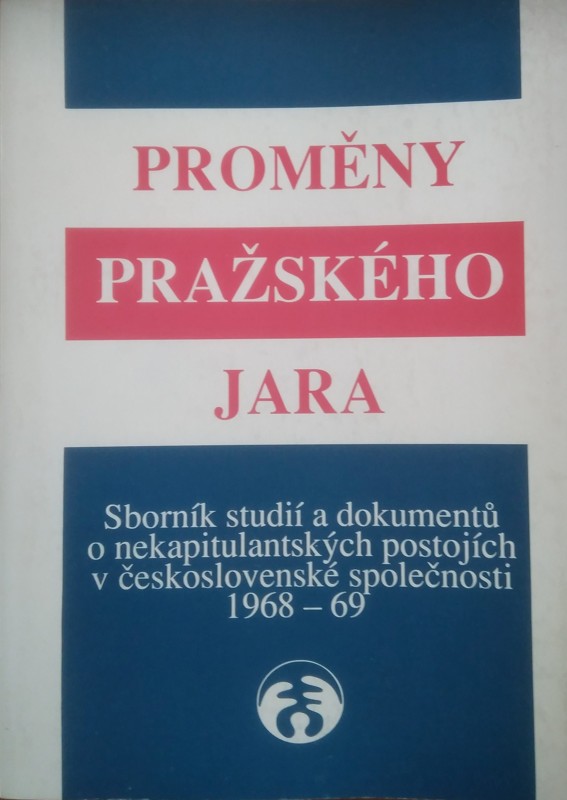 PROMĚNY
PRAŽSKÉHO
JARA
Sborník studií a dokumentů
o nekapitulantských postojích
v československé společnosti
1968 – 69